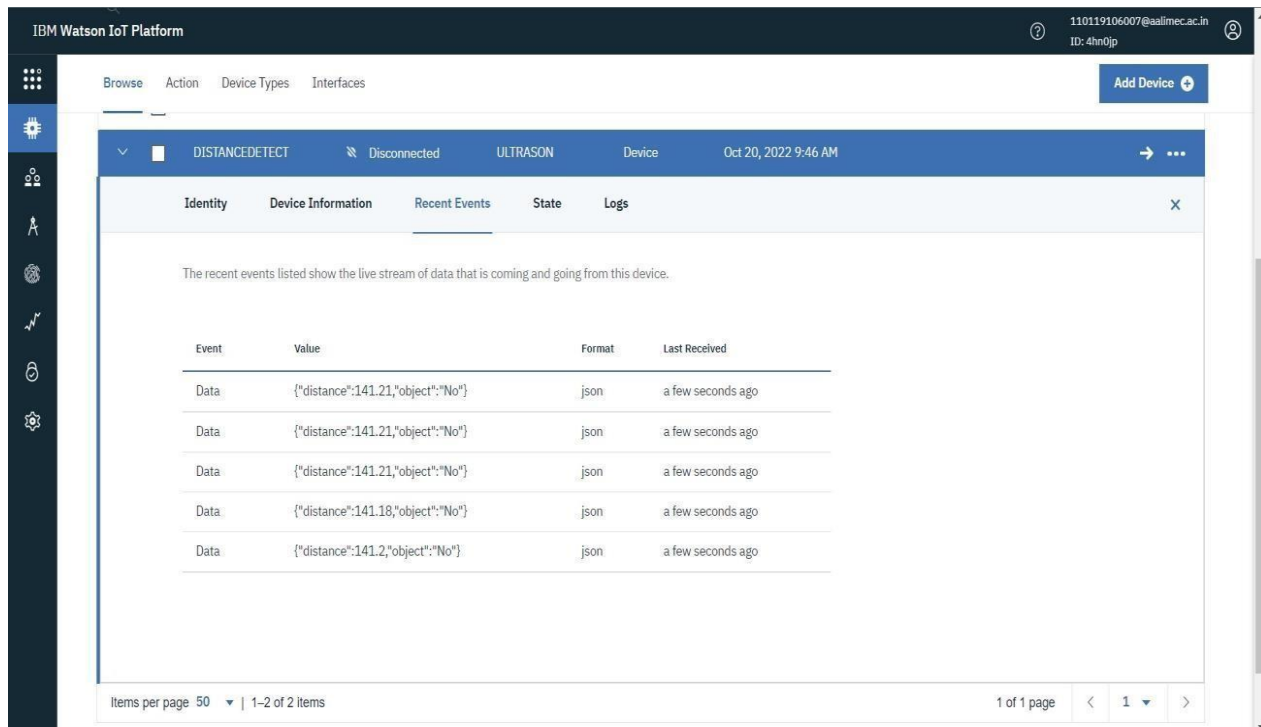 IBM Watson IoT Platform
110119106007@aalimec.ac.in
ID: 4hn0jp
Browse Action Device Types Interfaces
Add Device
DISTANCEDETECT Disconnected ULTRASON Device Oct 20, 2022 9:46 AM
Identity Device Information Recent Events State Logs
The recent events listed show the live stream of data that is coming and going from this device.
Event Value Format Last Received
Data {"distance":141.21,"object":"No"} json a few seconds ago
Data {"distance":141.21,"object":"No"} json a few seconds ago
Data {"distance":141.21,"object":"No"} json a few seconds ago
Data {"distance":141.18,"object":"No"} json a few seconds ago
Data {"distance":141.2,"object":"No"} json a few seconds ago
Items per page 50 | 1–2 of 2 items 1 of 1 page < 1 >